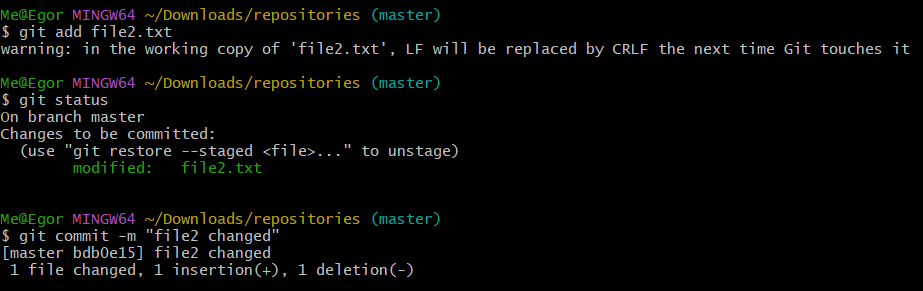 Me@Egor MINGW64 ~/Downloads/repositories (master)
$ git add file2.txt
warning: in the working copy of 'file2.txt', LF will be replaced by CRLF the next time Git touches it
Me@Egor MINGW64 ~/Downloads/repositories (master)
$ git status
On branch master
Changes to be committed:
  (use "git restore --staged <file>..." to unstage)
        modified:   file2.txt
Me@Egor MINGW64 ~/Downloads/repositories (master)
$ git commit -m "file2 changed"
[master bdb0e15] file2 changed
 1 file changed, 1 insertion(+), 1 deletion(-)